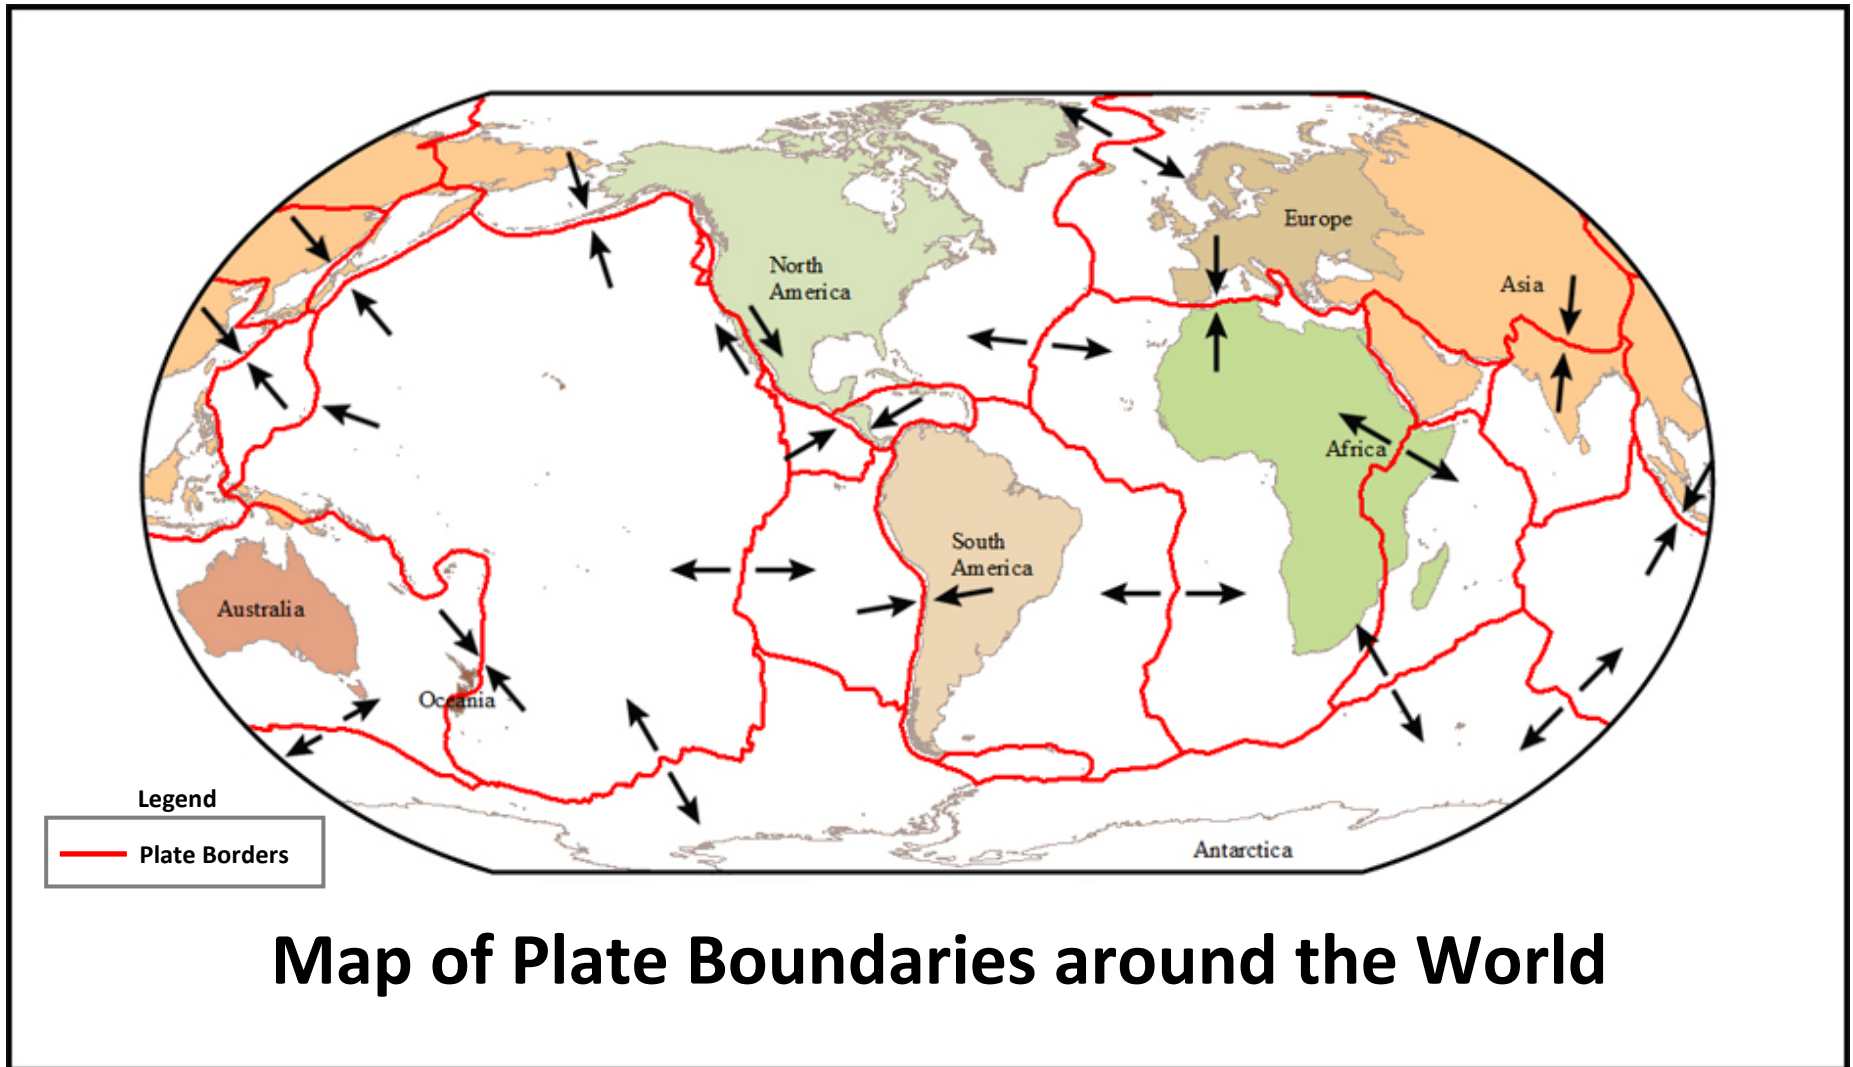 North
America
Europe
Asia
Africa
South
America
Australia
Oceania
Antarctica
Legend
Plate Borders
Map of Plate Boundaries around the World